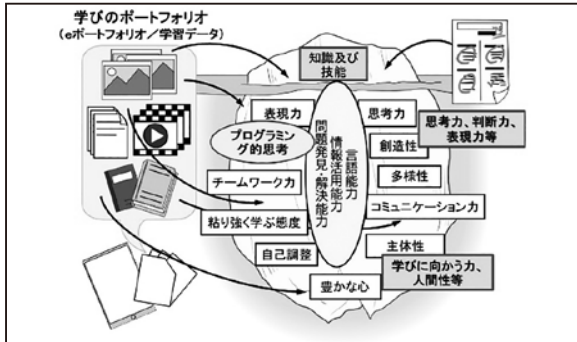 学びのポートフォリオ
(eポートフォリオ/学習データ)
知識及び
技能
表現力
思考力
思考力、判断力、
表現力等
プログラミン
グ的思考
創造性
言語能力
情報活用能力
問題発見・解決能力
多様性
チームワーク力
コミュニケーション力
粘り強く学ぶ態度
主体性
自己調整
学びに向かう力、
人間性等
豊かな心